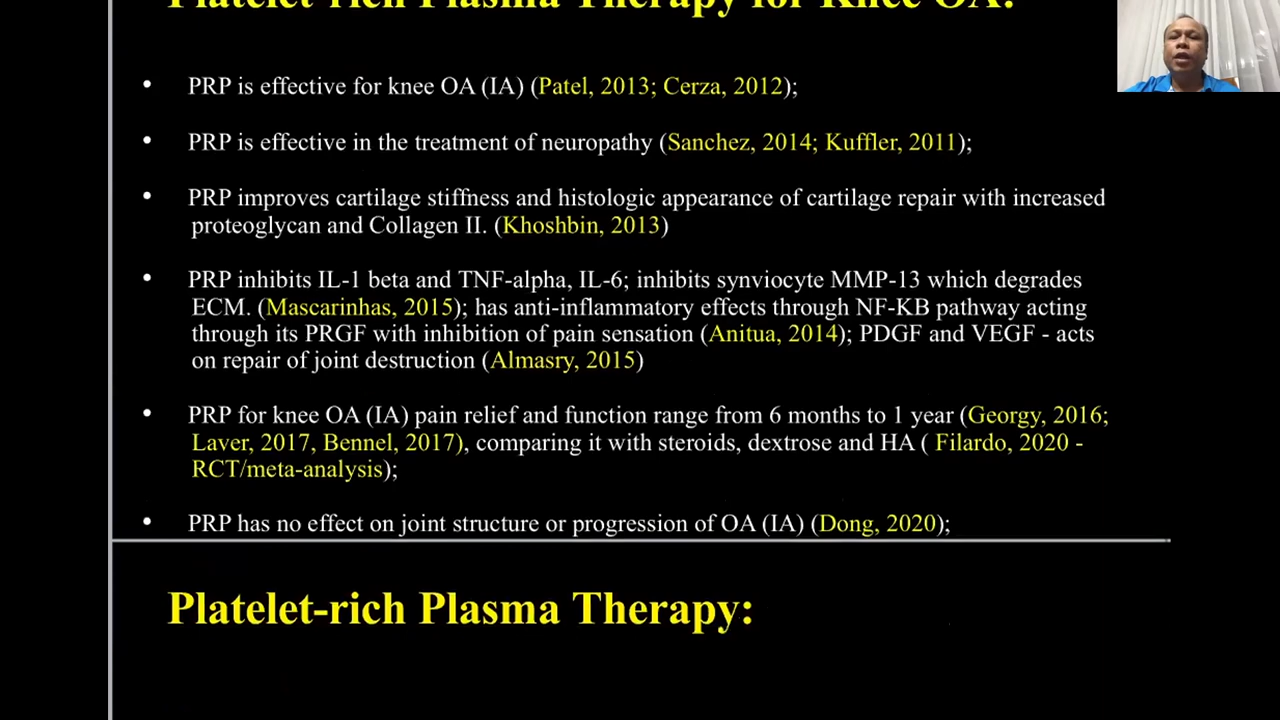 Platelet-rich Plasma Therapy for Knee OA:
• PRP is effective for knee OA (IA) (Patel, 2013; Cerza, 2012);
• PRP is effective in the treatment of neuropathy (Sanchez, 2014; Kuffler, 2011);
• PRP improves cartilage stiffness and histologic appearance of cartilage repair with increased
proteoglycan and Collagen II. (Khoshbin, 2013)
• PRP inhibits IL-1 beta and TNF-alpha, IL-6; inhibits synviocyte MMP-13 which degrades
ECM. (Mascarinhas, 2015); has anti-inflammatory effects through NF-KB pathway acting
through its PRGF with inhibition of pain sensation (Anitua, 2014); PDGF and VEGF - acts
on repair of joint destruction (Almasry, 2015)
• PRP for knee OA (IA) pain relief and function range from 6 months to 1 year (Georgy, 2016;
Laver, 2017, Bennel, 2017), comparing it with steroids, dextrose and HA ( Filardo, 2020 -
RCT/meta-analysis);
• PRP has no effect on joint structure or progression of OA (IA) (Dong, 2020);
Platelet-rich Plasma Therapy: